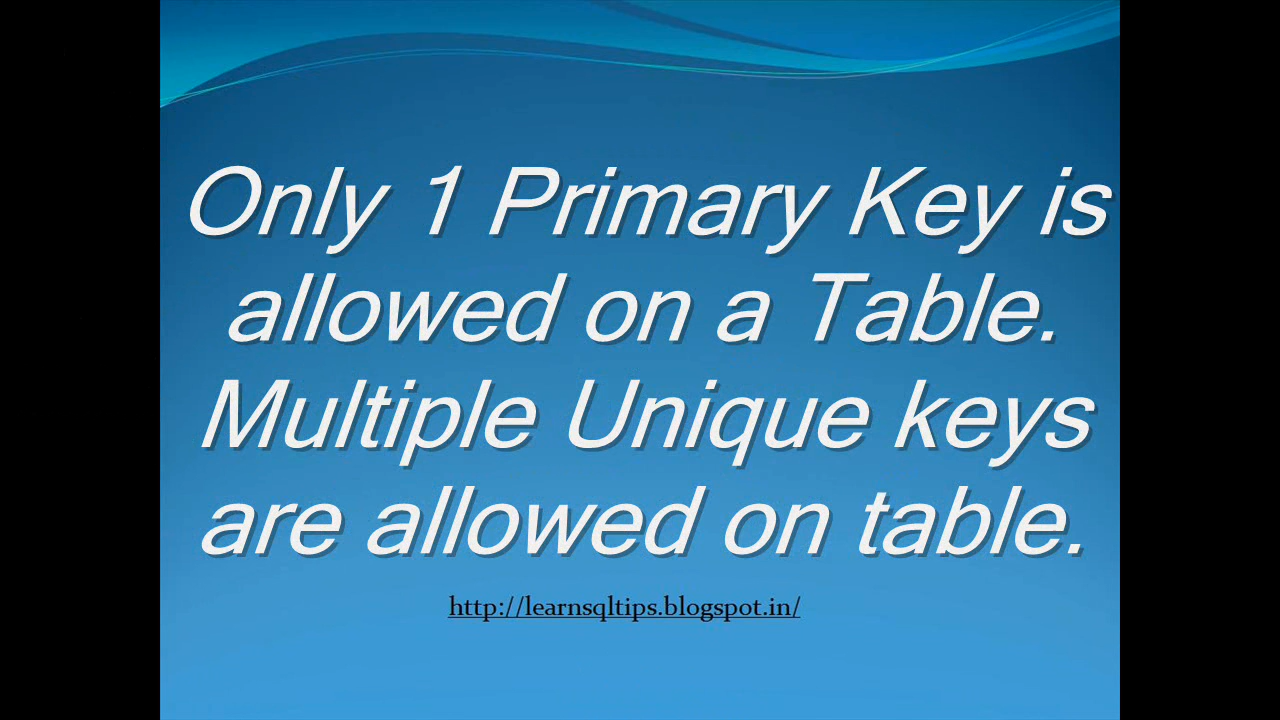 Only 1 Primary Key is
allowed on a Table.
Multiple Unique keys
are allowed on table.
http://learnsqltips.blogspot.in/